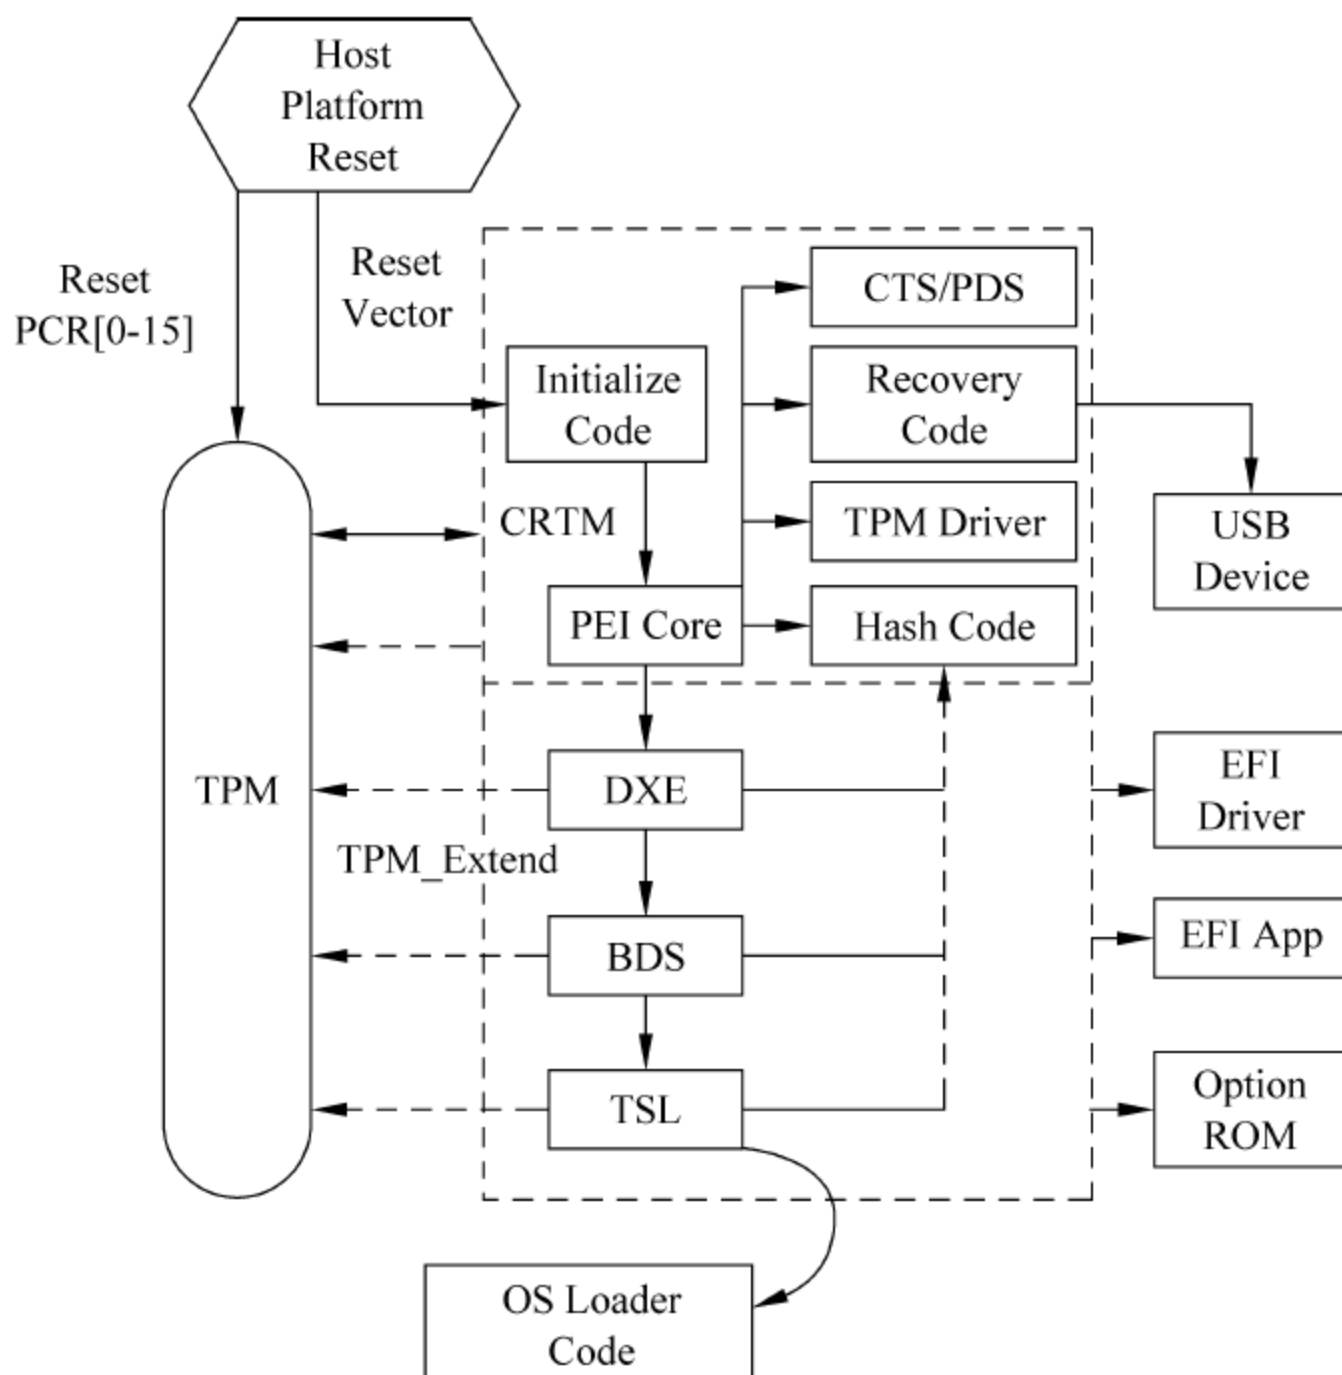 Host
Platform
Reset
Reset
PCR[0-15]
Reset
Vector
CTS/PDS
Initialize
Code
Recovery
Code
CRTM
TPM Driver
USB
Device
PEI Core
Hash Code
TPM
DXE
EFI
Driver
TPM_Extend
BDS
EFI App
TSL
Option
ROM
OS Loader
Code